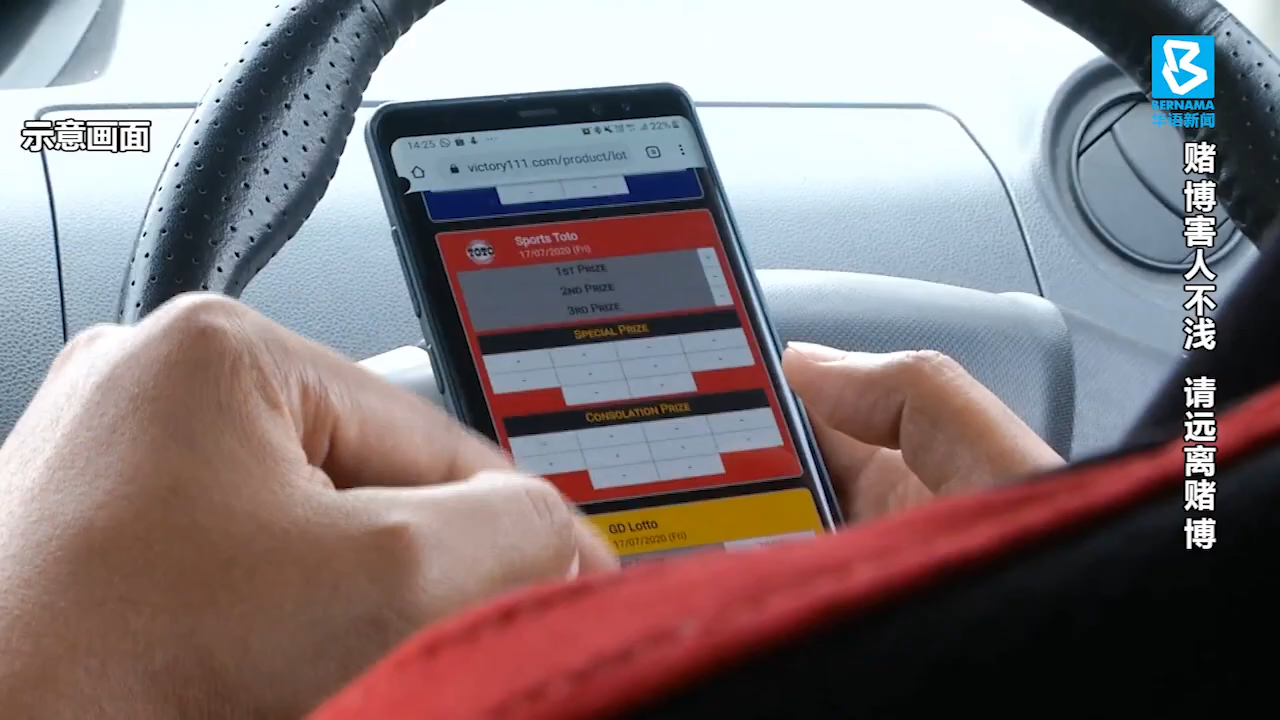 示意画面
BERNAMA
华语新闻
赌博害人不浅 请远离赌博
14:25
22%
victory111.com/product/lot
TOTO
Sports Toto
17/07/2020 (Fri)
1ST PRIZE
2ND PRIZE
3RD PRIZE
SPECIAL PRIZE
CONSOLATION PRIZE
GD Lotto
17/07/2020 (Fri)